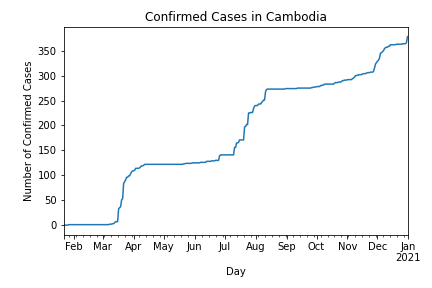 Confirmed Cases in Cambodia
Number of Confirmed Cases
350
300
250
200
150
100
50
0
Feb Mar Apr May Jun Jul Aug Sep Oct Nov Dec Jan
2021
Day